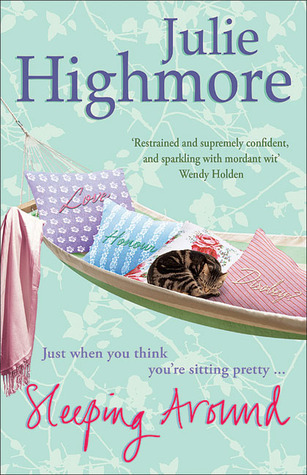 Julie
Highmore
'Restrained and supremely confident,
and sparkling with mordant wit'
Wendy Holden
Love
Honour
Disobey
Just when you think
you're sitting pretty ...
Sleeping Around